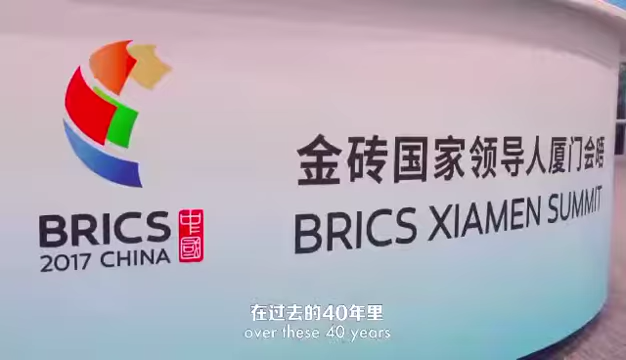 金砖国家领导人厦门会晤
BRICS XIAMEN SUMMIT
BRICS 中國
2017 CHINA
在过去的40年里
over these 40 years